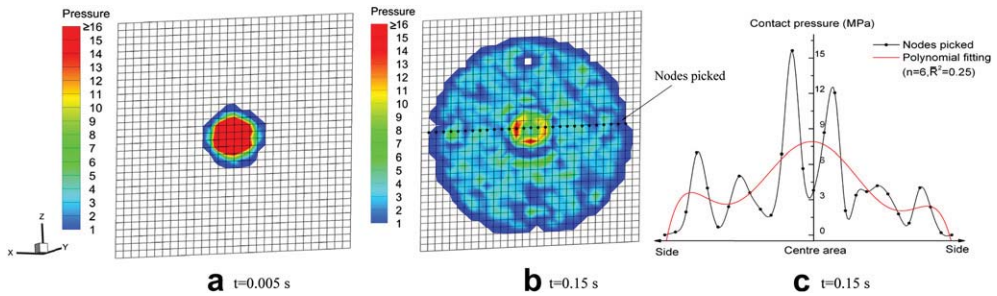 Pressure
≥16
15
14
13
12
11
10
9
8
7
6
5
4
3
2
1
Z
X
Y
a t=0.005 s
Pressure
≥16
15
14
13
12
11
10
9
8
7
6
5
4
3
2
1
Nodes picked
b t=0.15 s
Contact pressure (MPa)
Nodes picked
Polynomial fitting
(n=6,R̄²=0.25)
15
12
9
6
3
0
Side
Centre area
Side
c t=0.15 s